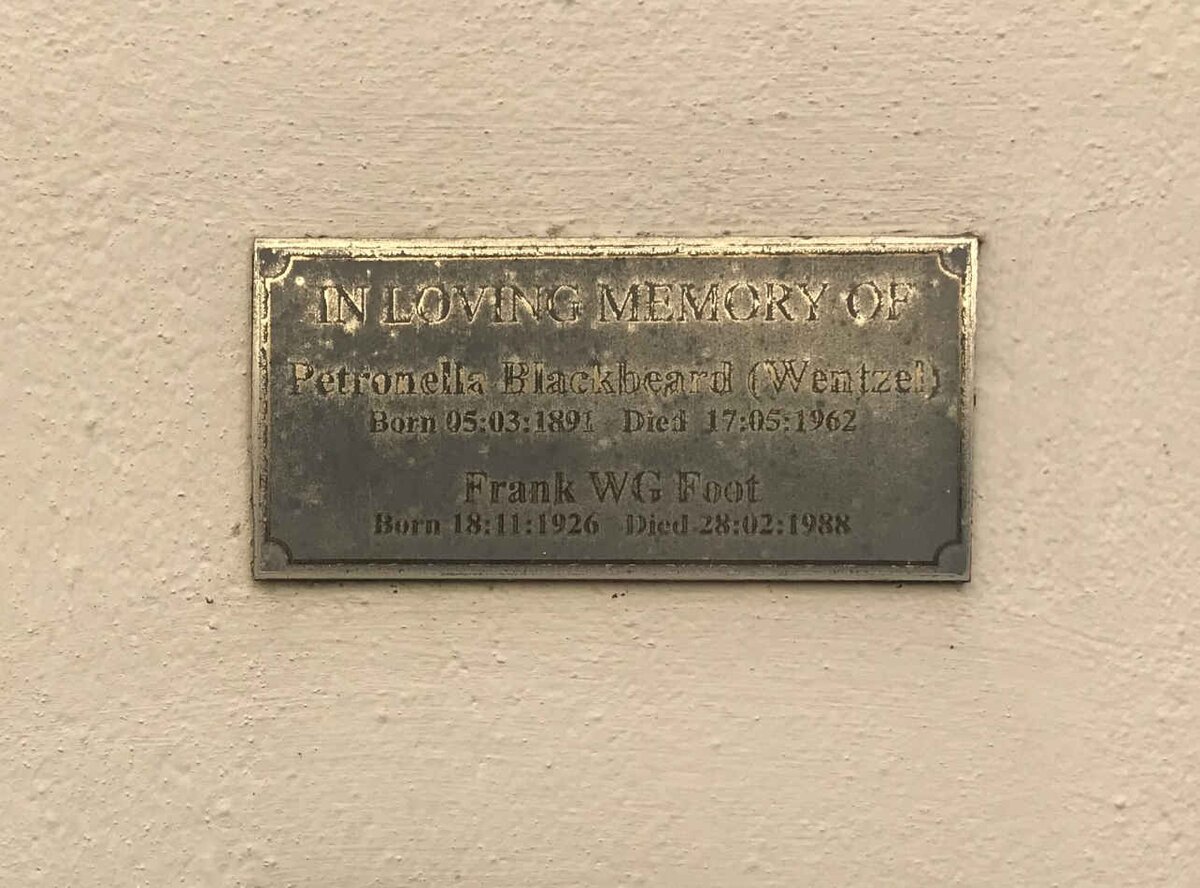 IN LOVING MEMORY OF
Petronella Blackbeard (Wentzel)
Born 05:03:1891 Died 17:05:1962
Frank WG Foot
Born 18:11:1926 Died 28:02:1988